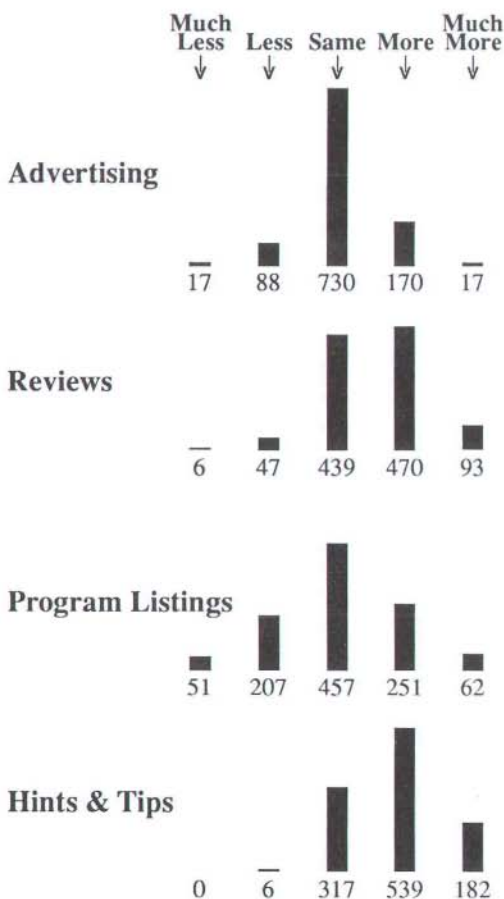 Much Less Less Same More Much More
Advertising
17 88 730 170 17
Reviews
6 47 439 470 93
Program Listings
51 207 457 251 62
Hints & Tips
0 6 317 539 182